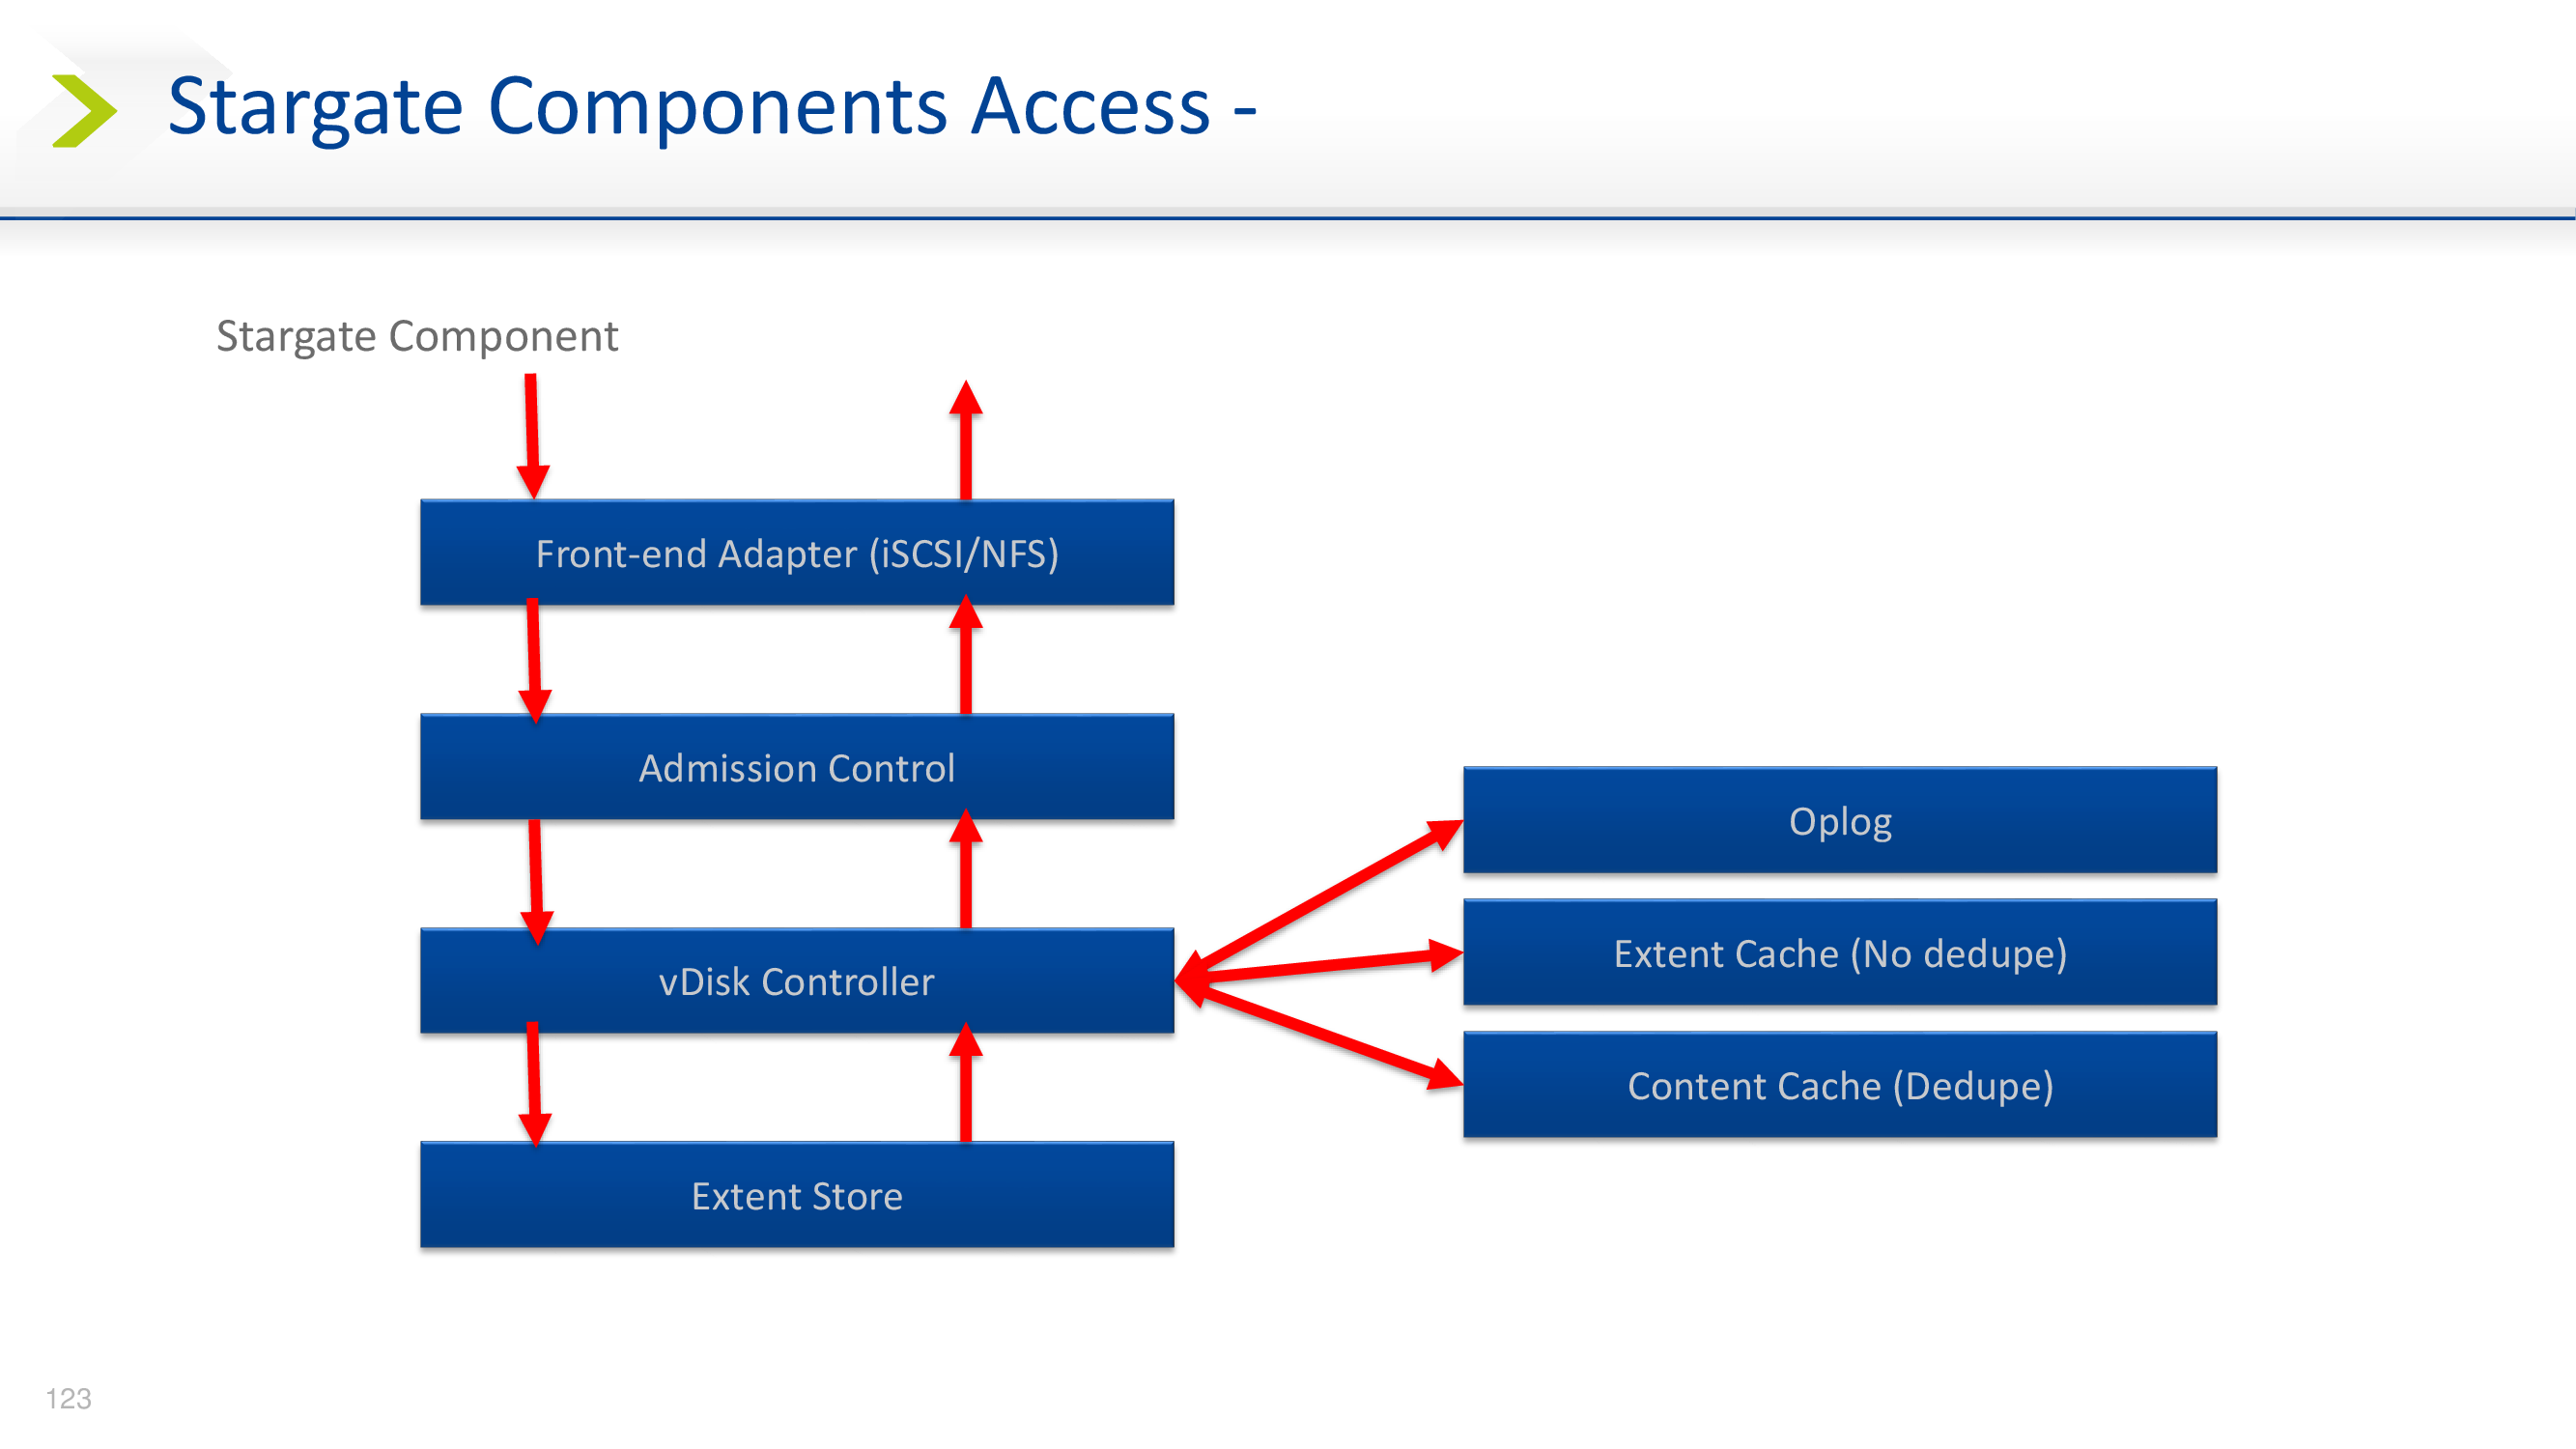 Stargate Components Access -
Stargate Component
Front-end Adapter (iSCSI/NFS)
Admission Control
vDisk Controller
Extent Store
Oplog
Extent Cache (No dedupe)
Content Cache (Dedupe)
123